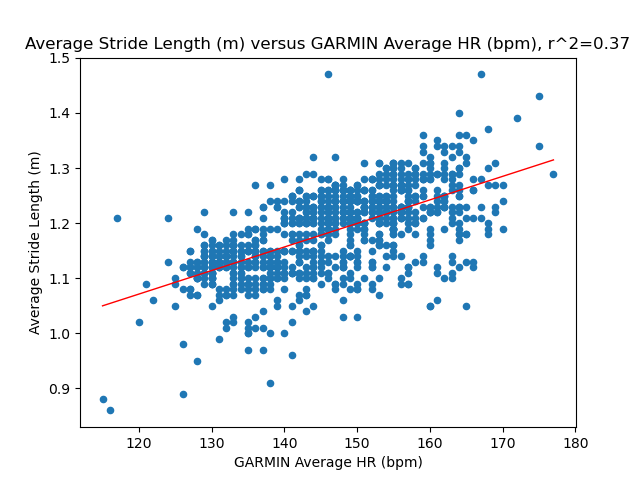 Average Stride Length (m) versus GARMIN Average HR (bpm), r^2=0.37
Average Stride Length (m)
1.5
1.4
1.3
1.2
1.1
1.0
0.9
120 130 140 150 160 170 180
GARMIN Average HR (bpm)